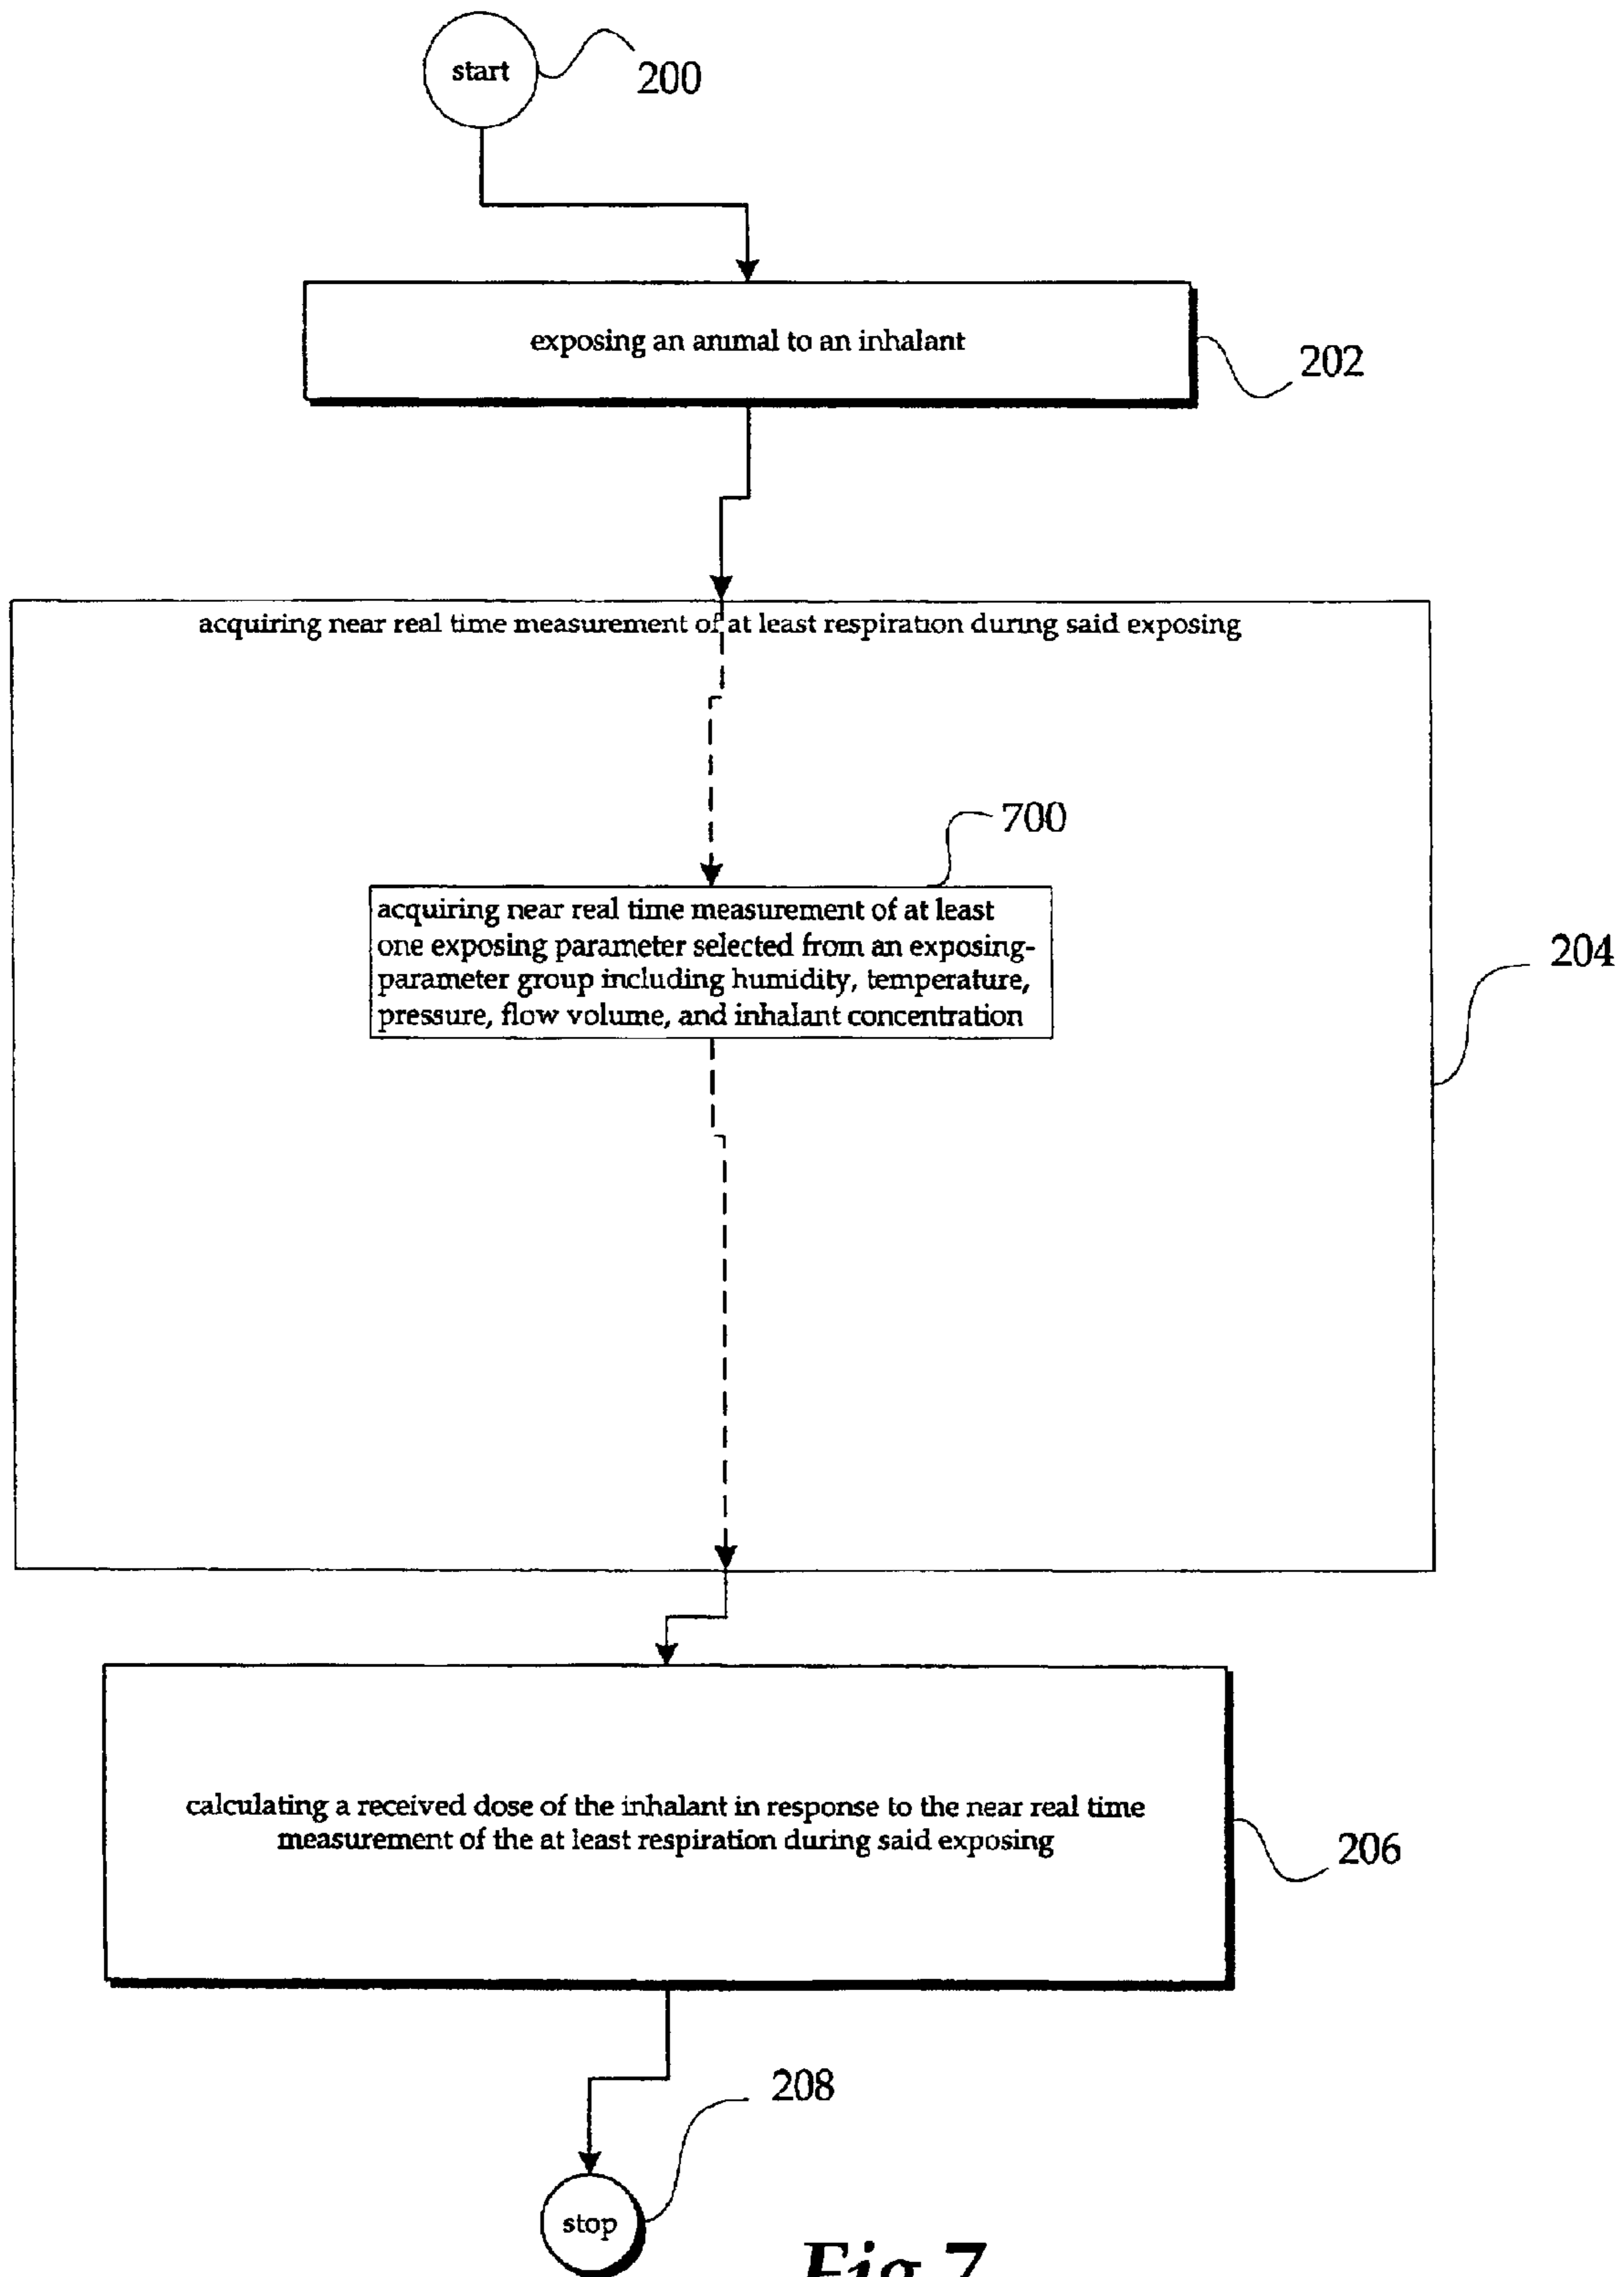 start
200
exposing an animal to an inhalant
202
acquiring near real time measurement of at least respiration during said exposing
700
acquiring near real time measurement of at least
one exposing parameter selected from an exposing-
parameter group including humidity, temperature,
pressure, flow volume, and inhalant concentration
204
calculating a received dose of the inhalant in response to the near real time
measurement of the at least respiration during said exposing
206
208
stop
Fig 7